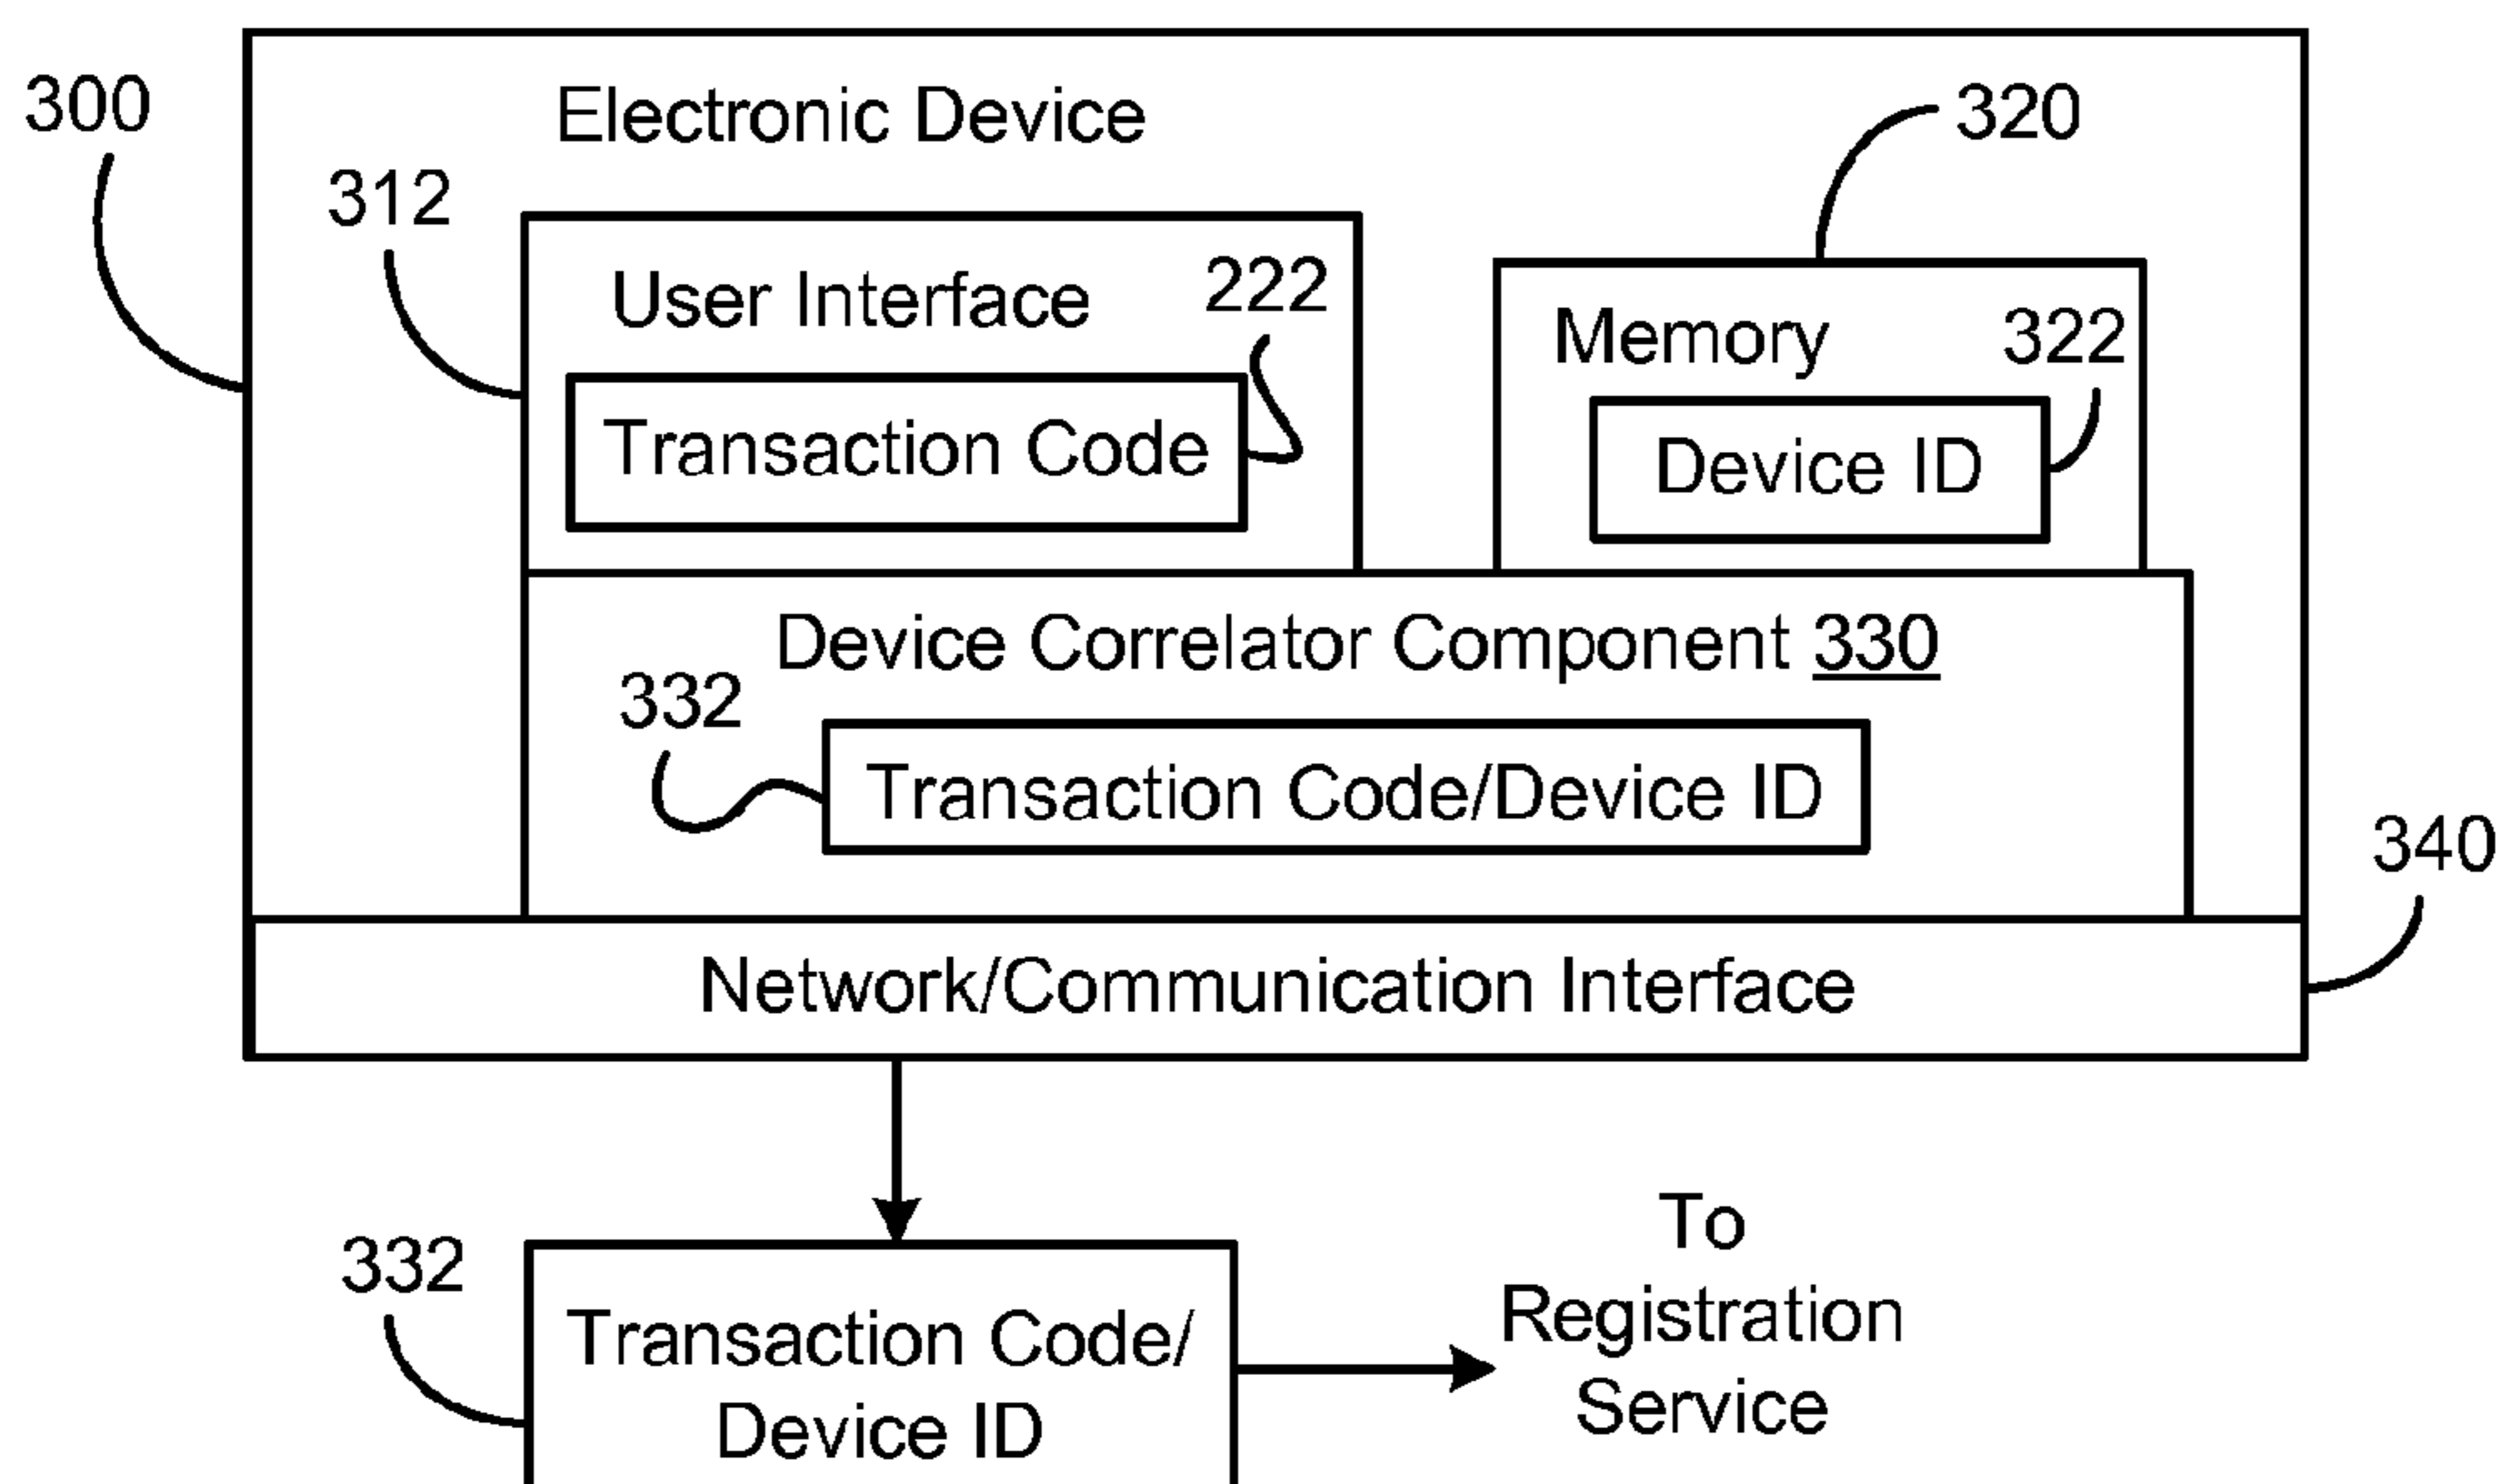 300
Electronic Device
320
312
User Interface
222
Memory
322
Transaction Code
Device ID
Device Correlator Component 330
332
Transaction Code/Device ID
340
Network/Communication Interface
332
Transaction Code/
Device ID
To
Registration
Service